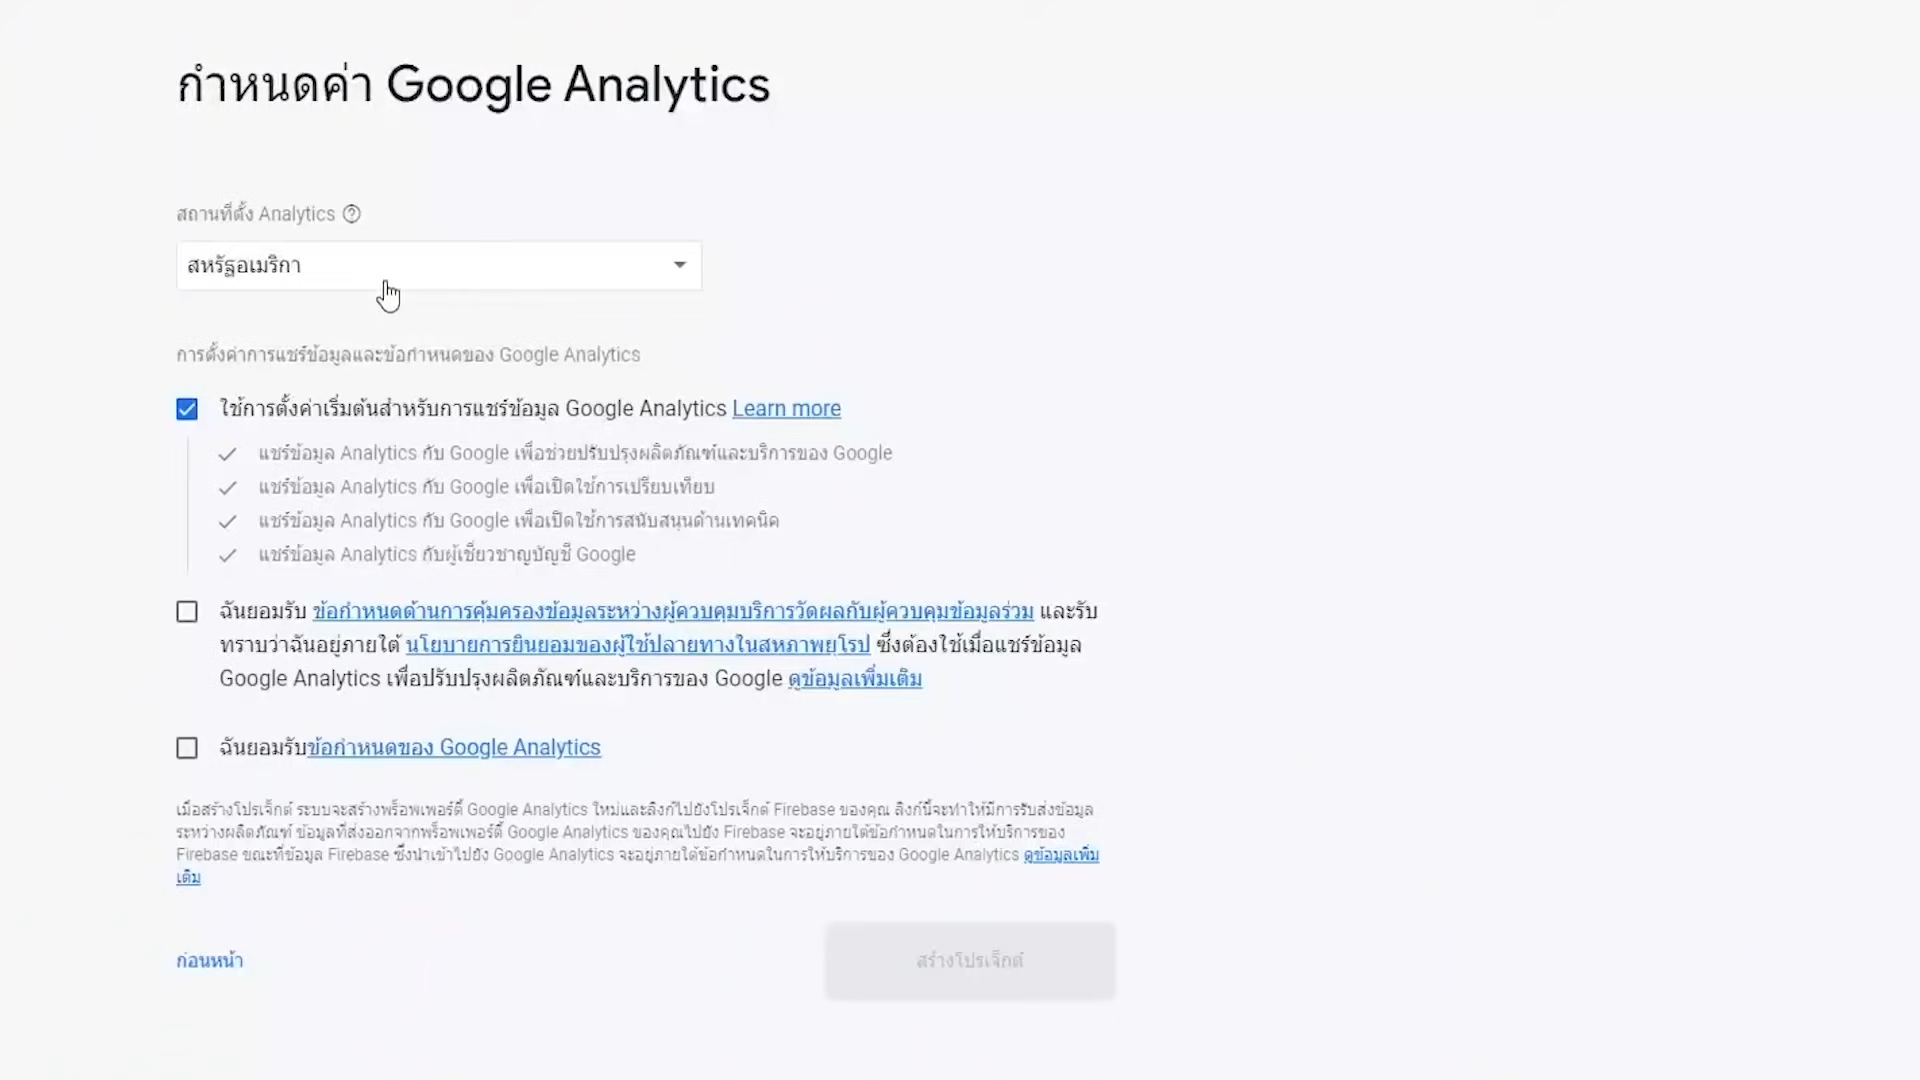 กำหนดค่า Google Analytics
สถานที่ตั้ง Analytics
สหรัฐอเมริกา
การตั้งค่าการแชร์ข้อมูลและข้อกำหนดของ Google Analytics
ใช้การตั้งค่าเริ่มต้นสำหรับการแชร์ข้อมูล Google Analytics Learn more
แชร์ข้อมูล Analytics กับ Google เพื่อช่วยปรับปรุงผลิตภัณฑ์และบริการของ Google
แชร์ข้อมูล Analytics กับ Google เพื่อเปิดใช้การเปรียบเทียบ
แชร์ข้อมูล Analytics กับ Google เพื่อเปิดใช้การสนับสนุนด้านเทคนิค
แชร์ข้อมูล Analytics กับผู้เชี่ยวชาญบัญชี Google
ฉันยอมรับ ข้อกำหนดด้านการคุ้มครองข้อมูลระหว่างผู้ควบคุมบริการวัดผลกับผู้ควบคุมข้อมูลร่วม และรับ
ทราบว่าฉันอยู่ภายใต้ นโยบายการยินยอมของผู้ใช้ปลายทางในสหภาพยุโรป ซึ่งต้องใช้เมื่อแชร์ข้อมูล
Google Analytics เพื่อปรับปรุงผลิตภัณฑ์และบริการของ Google ดูข้อมูลเพิ่มเติม
ฉันยอมรับข้อกำหนดของ Google Analytics
เมื่อสร้างโปรเจ็กต์ ระบบจะสร้างพร็อพเพอร์ตี้ Google Analytics ใหม่และลิงก์ไปยังโปรเจ็กต์ Firebase ของคุณ ลิงก์นี้จะทำให้มีการรับส่งข้อมูล
ระหว่างผลิตภัณฑ์ ข้อมูลที่ส่งออกจากพร็อพเพอร์ตี้ Google Analytics ของคุณไปยัง Firebase จะอยู่ภายใต้ข้อกำหนดในการให้บริการของ
Firebase ขณะที่ข้อมูล Firebase ซึ่งนำเข้าไปยัง Google Analytics จะอยู่ภายใต้ข้อกำหนดในการให้บริการของ Google Analytics ดูข้อมูลเพิ่ม
เติม
ก่อนหน้า
สร้างโปรเจ็กต์